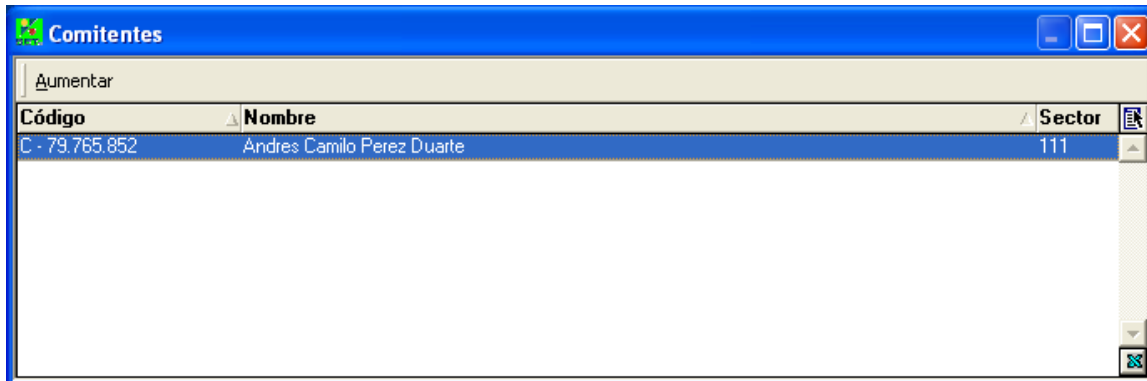 Comitentes
Aumentar
Código Nombre Sector
C - 79.765.852 Andres Camilo Perez Duarte 111